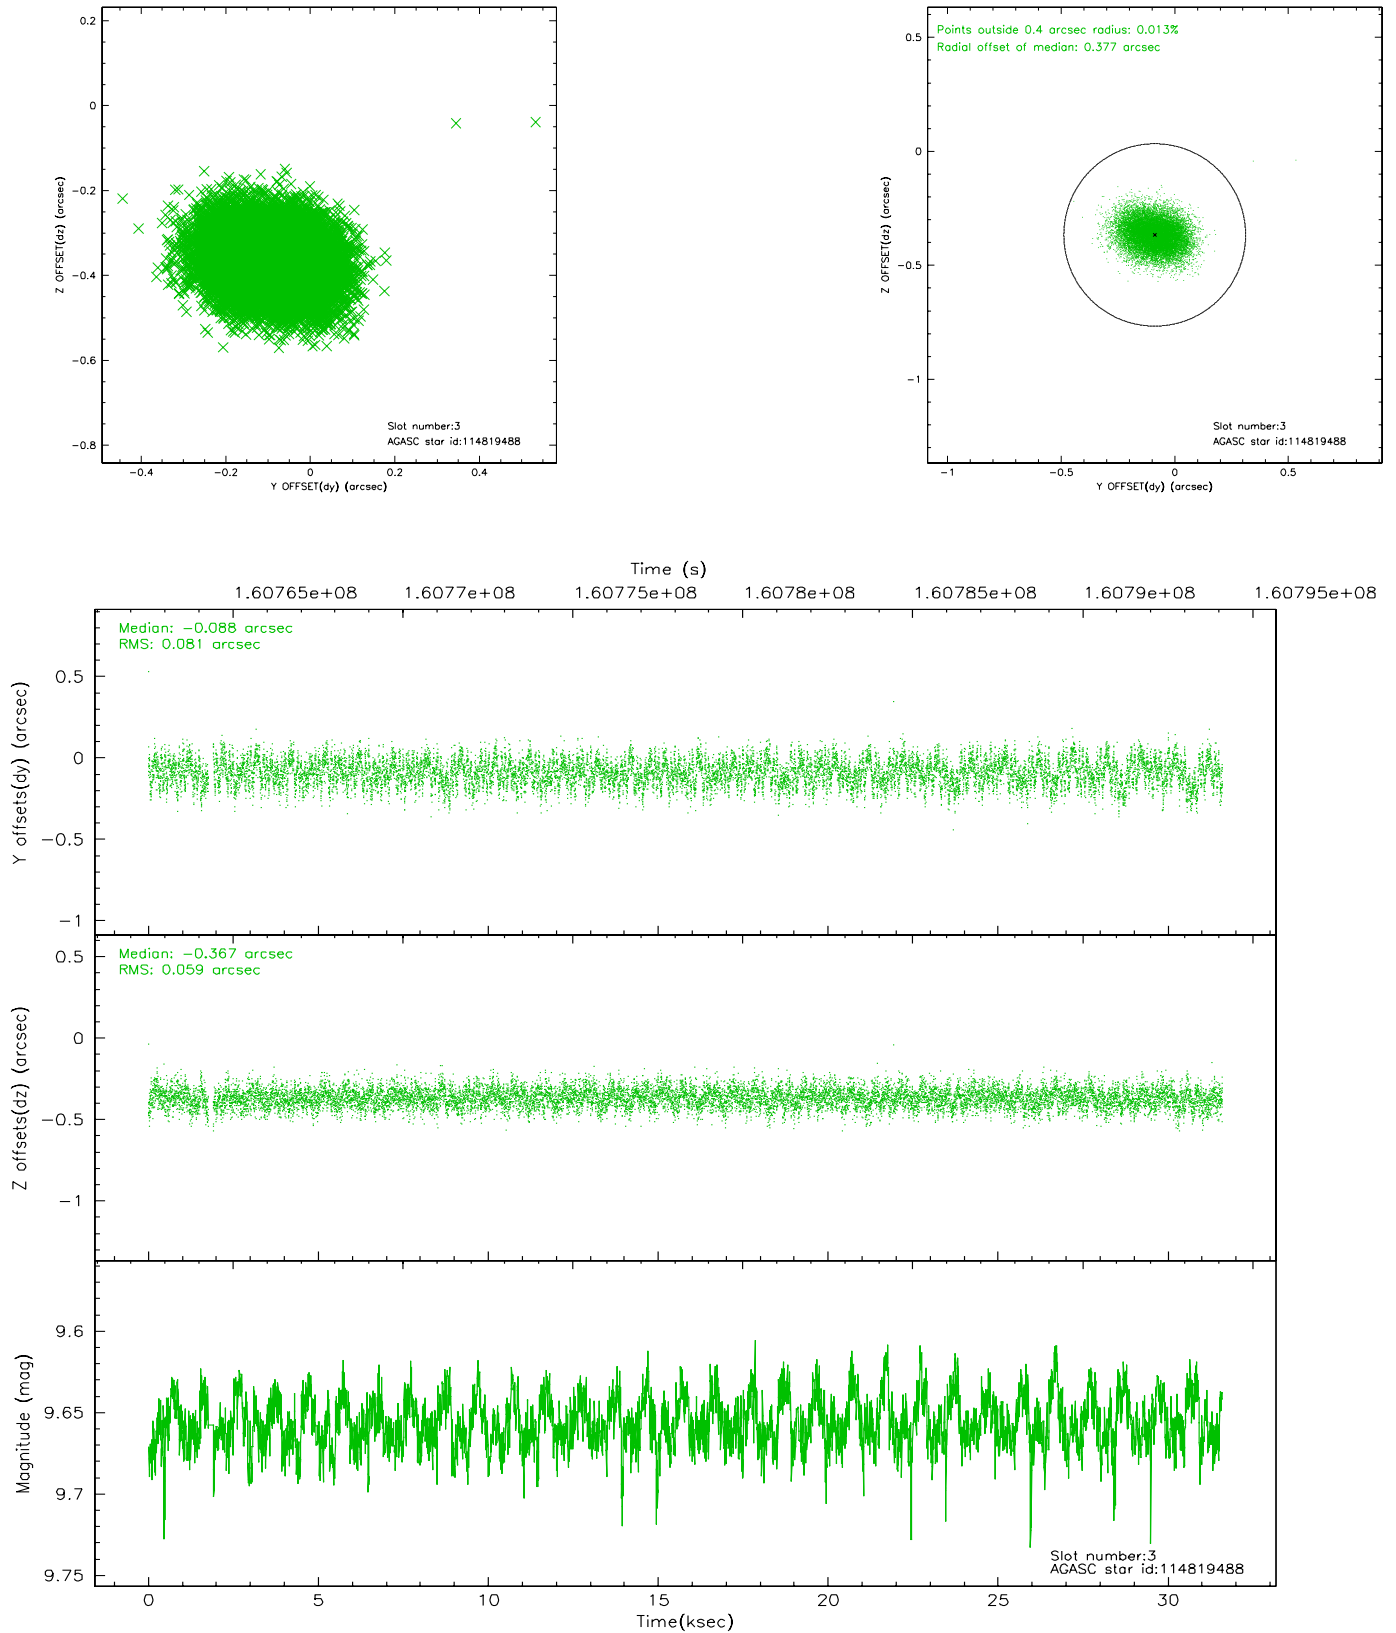 0.2
0
−0.2
−0.4
−0.6
−0.8
Z OFFSET(dz) (arcsec)
Slot number:3
AGASC star id:114819488
−0.4 −0.2 0 0.2 0.4
Y OFFSET(dy) (arcsec)
Points outside 0.4 arcsec radius: 0.013%
Radial offset of median: 0.377 arcsec
0.5
0
−0.5
−1
Z OFFSET(dz) (arcsec)
Slot number:3
AGASC star id:114819488
−1 −0.5 0 0.5
Y OFFSET(dy) (arcsec)
Time (s)
1.60765e+08 1.6077e+08 1.60775e+08 1.6078e+08 1.60785e+08 1.6079e+08 1.60795e+08
Median: −0.088 arcsec
RMS: 0.081 arcsec
0.5
0
−0.5
−1
Y offsets(dy) (arcsec)
Median: −0.367 arcsec
RMS: 0.059 arcsec
0.5
0
−0.5
−1
Z offsets(dz) (arcsec)
9.6
9.65
9.7
9.75
Magnitude (mag)
Slot number:3
AGASC star id:114819488
0 5 10 15 20 25 30
Time(ksec)